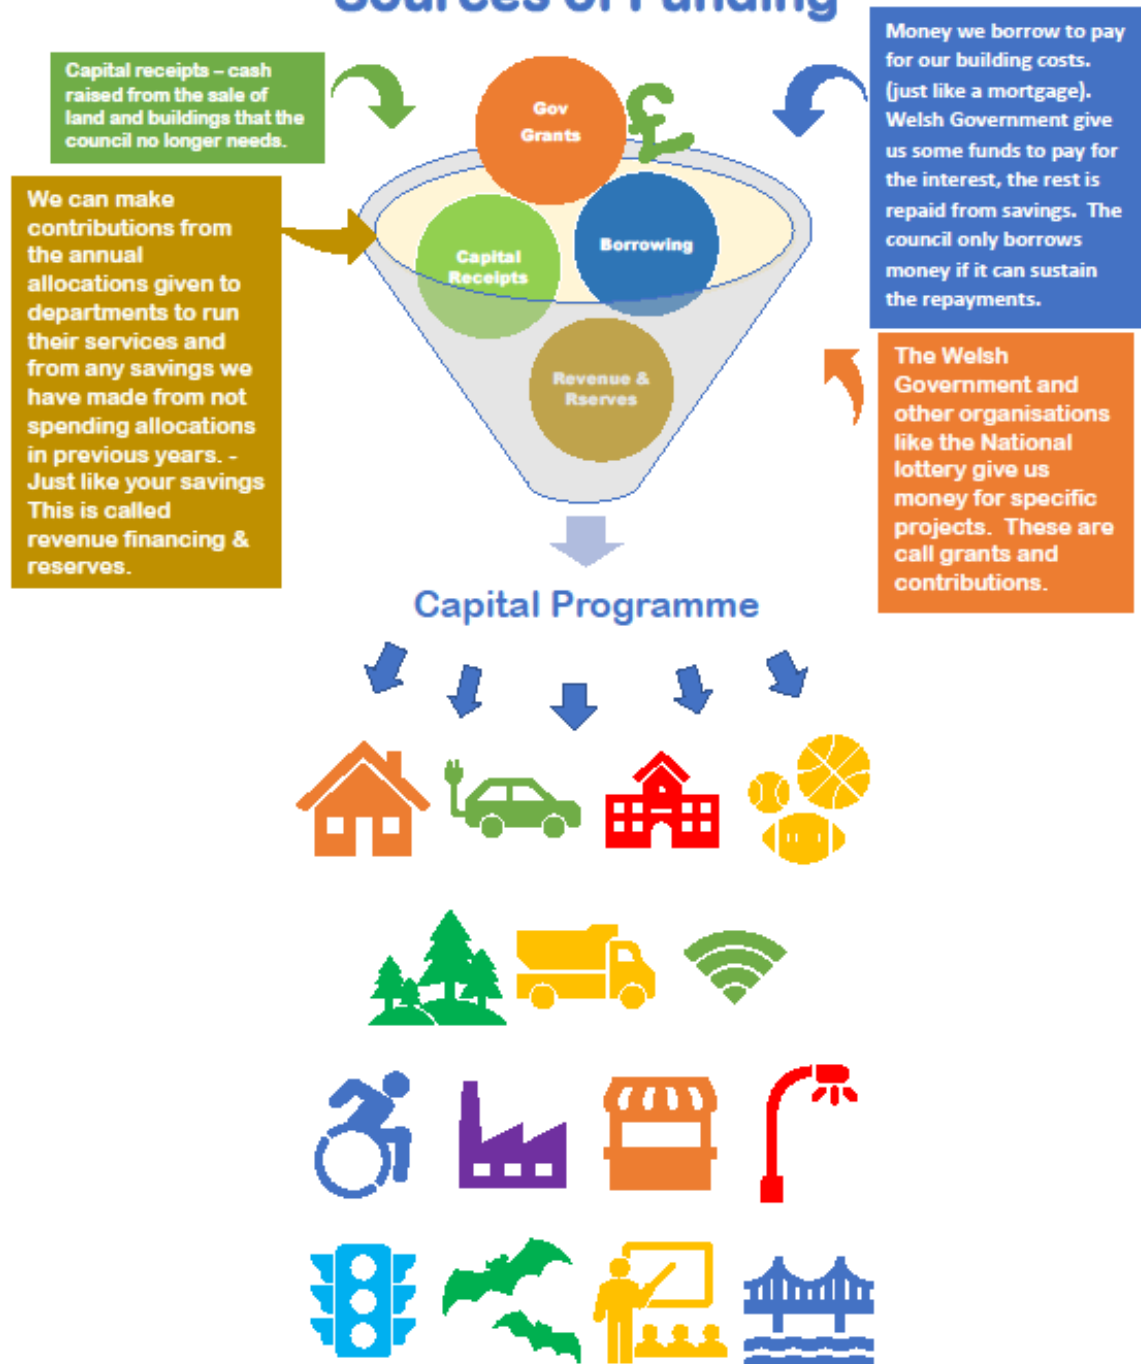 Sources of Funding
Capital receipts – cash
raised from the sale of
land and buildings that the
council no longer needs.
We can make
contributions from
the annual
allocations given to
departments to run
their services and
from any savings we
have made from not
spending allocations
in previous years. -
Just like your savings
This is called
revenue financing &
reserves.
Gov
Grants
£
Capital
Receipts
Borrowing
Revenue &
Rserves
Money we borrow to pay
for our building costs.
(just like a mortgage).
Welsh Government give
us some funds to pay for
the interest, the rest is
repaid from savings.  The
council only borrows
money if it can sustain
the repayments.
The Welsh
Government and
other organisations
like the National
lottery give us
money for specific
projects.  These are
call grants and
contributions.
Capital Programme